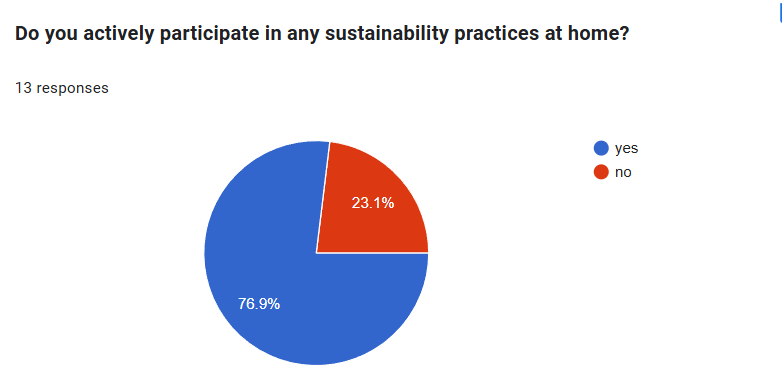 Do you actively participate in any sustainability practices at home?
13 responses
yes
no
23.1%
76.9%